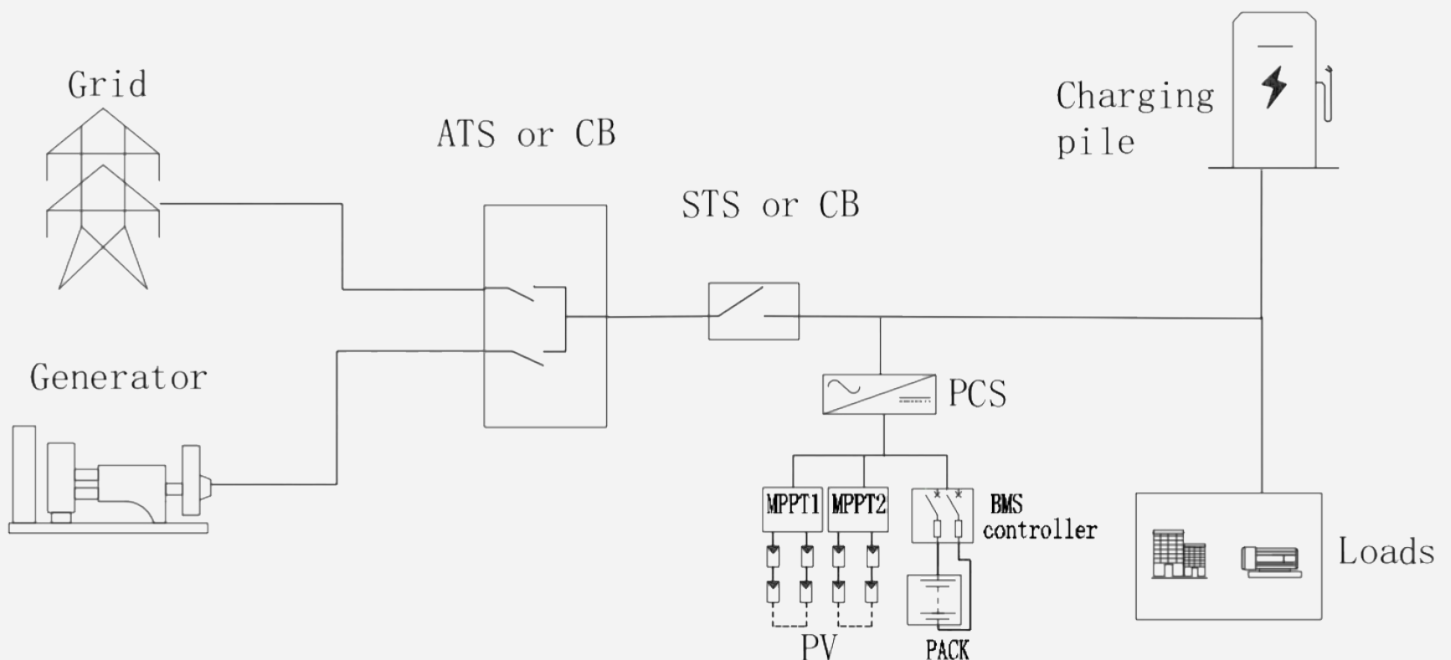 Grid
ATS or CB
STS or CB
Charging
pile
Generator
PCS
MPPT1
MPPT2
BMS
controller
Loads
PV
PACK